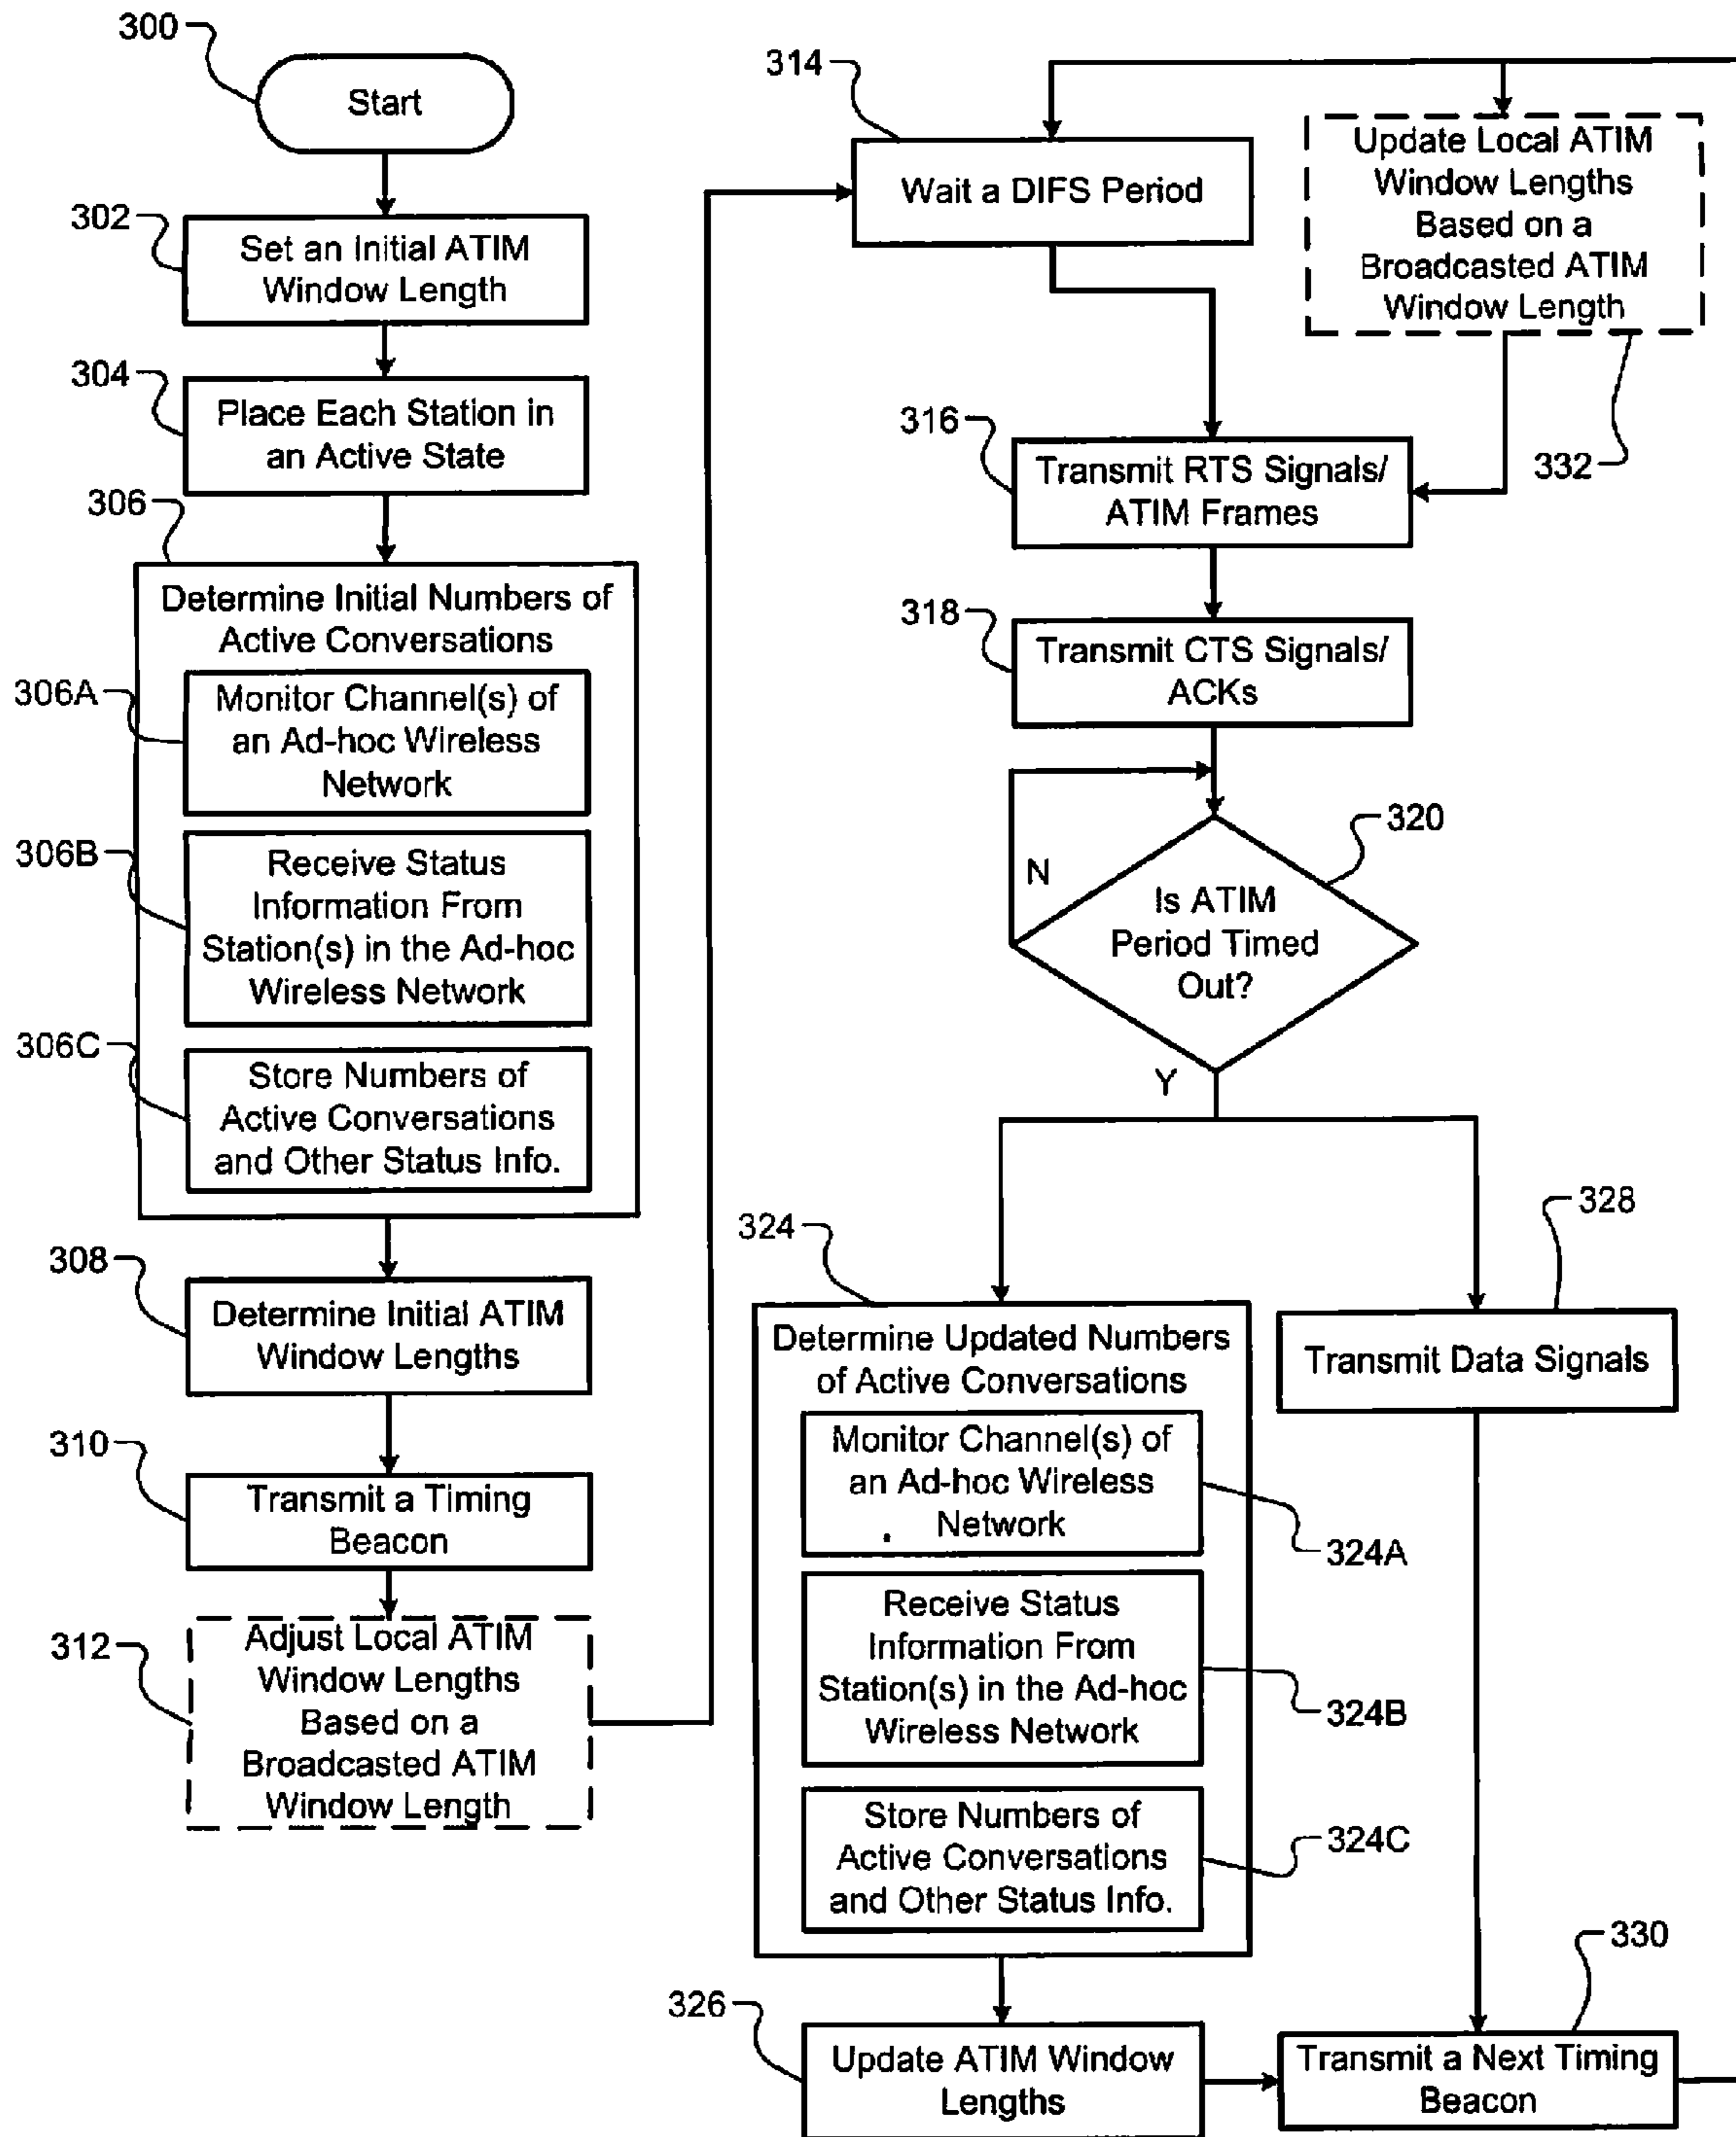 300
Start
302
Set an Initial ATIM
Window Length
304
Place Each Station in
an Active State
306
Determine Initial Numbers of
Active Conversations
306A
Monitor Channel(s) of
an Ad-hoc Wireless
Network
306B
Receive Status
Information From
Station(s) in the Ad-hoc
Wireless Network
306C
Store Numbers of
Active Conversations
and Other Status Info.
308
Determine Initial ATIM
Window Lengths
310
Transmit a Timing
Beacon
312
Adjust Local ATIM
Window Lengths
Based on a
Broadcasted ATIM
Window Length
314
Wait a DIFS Period
Update Local ATIM
Window Lengths
Based on a
Broadcasted ATIM
Window Length
332
316
Transmit RTS Signals/
ATIM Frames
318
Transmit CTS Signals/
ACKs
320
N
Is ATIM
Period Timed
Out?
Y
324
Determine Updated Numbers
of Active Conversations
Monitor Channel(s) of
an Ad-hoc Wireless
Network
324A
Receive Status
Information From
Station(s) in the Ad-hoc
Wireless Network
324B
Store Numbers of
Active Conversations
and Other Status Info.
324C
328
Transmit Data Signals
326
Update ATIM Window
Lengths
330
Transmit a Next Timing
Beacon